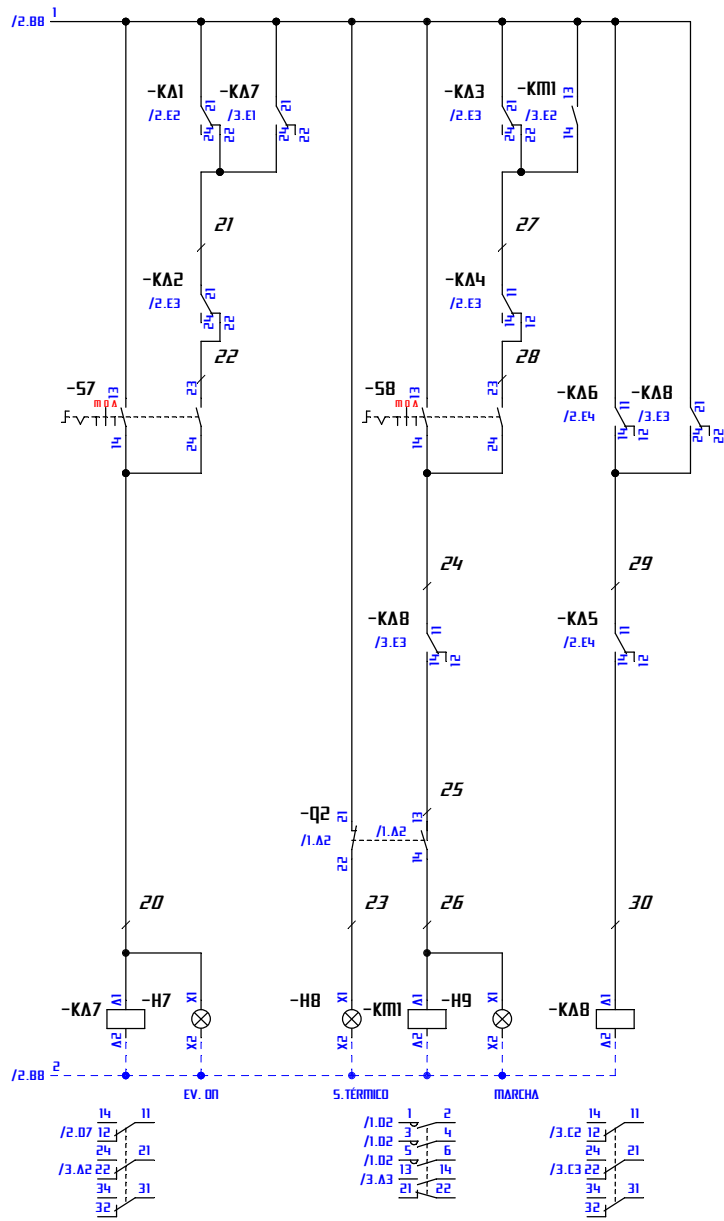 /2.B8 1
-KA1
/2.E2
21
24
22
-KA7
/3.E1
21
24
22
-KA3
/2.E3
21
24
22
-KM1
/3.E2
13
14
21
27
-KA2
/2.E3
21
24
22
-KA4
/2.E3
11
14
12
22
28
-S7
M 0 A
13
14
23
24
-S8
M 0 A
13
14
23
24
-KA6
/2.E4
11
14
12
-KA8
/3.E3
21
24
22
24
29
-KA8
/3.E3
11
14
12
-KA5
/2.E4
11
14
12
25
-Q2
/1.A2
21
22
/1.A2
13
14
20
23
26
30
-KA7
A1
A2
-H7
X1
X2
-H8
X1
X2
-KM1
A1
A2
-H9
X1
X2
-KA8
A1
A2
/2.B8 2
EV. ON
S.TÉRMICO
MARCHA
14 11
/2.D7 12
24 21
/3.A2 22
34 31
32
1 2
/1.D2
3 4
/1.D2
5 6
/1.D2
13 14
/3.A3
21 22
14 11
/3.C2 12
24 21
/3.C3 22
34 31
32